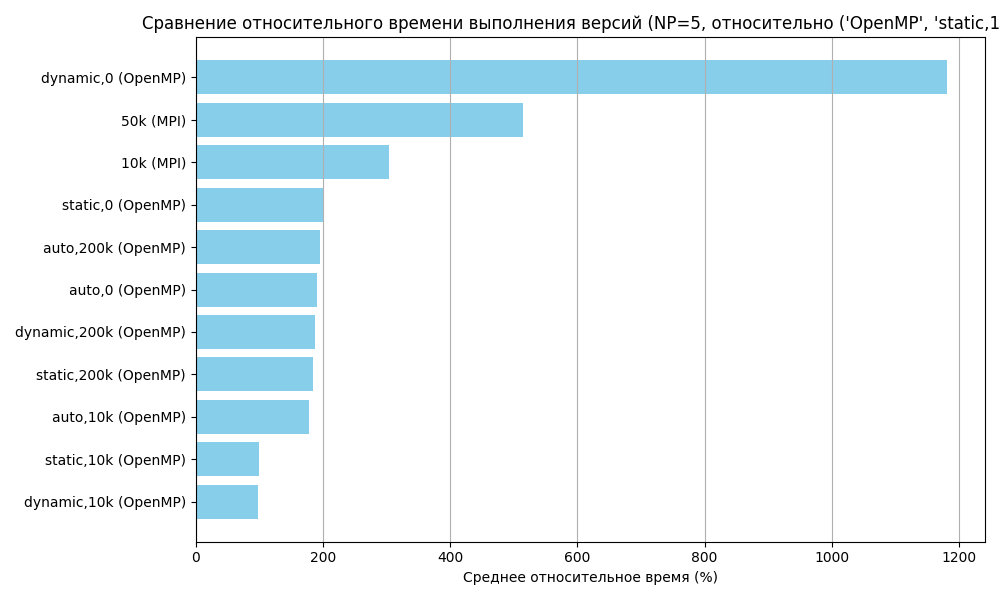 Сравнение относительного времени выполнения версий (NP=5, относительно ('OpenMP', 'static,1
dynamic,0 (OpenMP)
50k (MPI)
10k (MPI)
static,0 (OpenMP)
auto,200k (OpenMP)
auto,0 (OpenMP)
dynamic,200k (OpenMP)
static,200k (OpenMP)
auto,10k (OpenMP)
static,10k (OpenMP)
dynamic,10k (OpenMP)
0 200 400 600 800 1000 1200
Среднее относительное время (%)